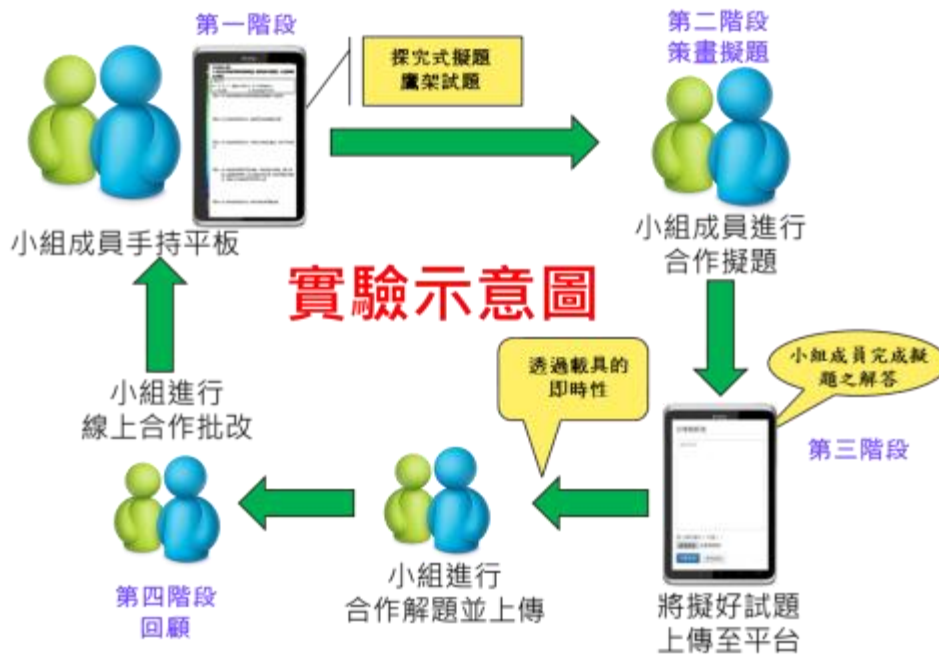 第一階段
探究式擬題
鷹架試題
第二階段
策畫擬題
小組成員手持平板
小組成員進行
合作擬題
實驗示意圖
透過載具的
即時性
小組成員完成擬
題之解答
小組進行
線上合作批改
第三階段
第四階段
回顧
小組進行
合作解題並上傳
將擬好試題
上傳至平台